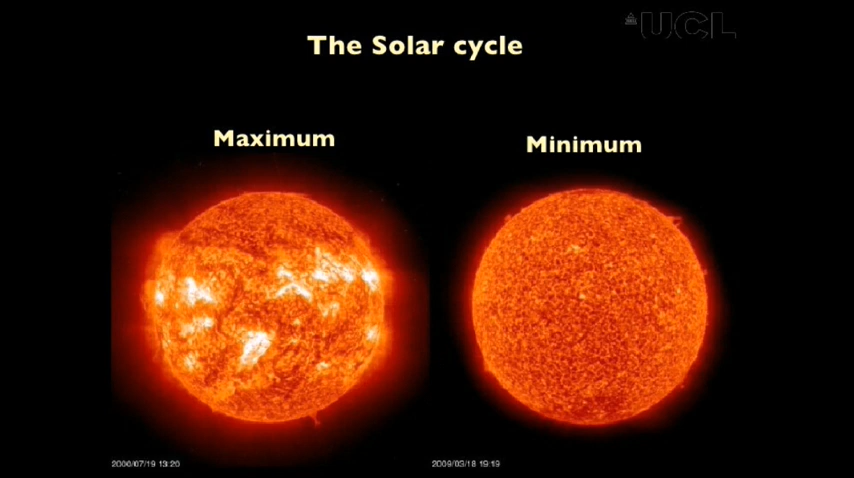 UCL
The Solar cycle
Maximum
Minimum
2000/07/19 13:20
2009/03/18 19:19